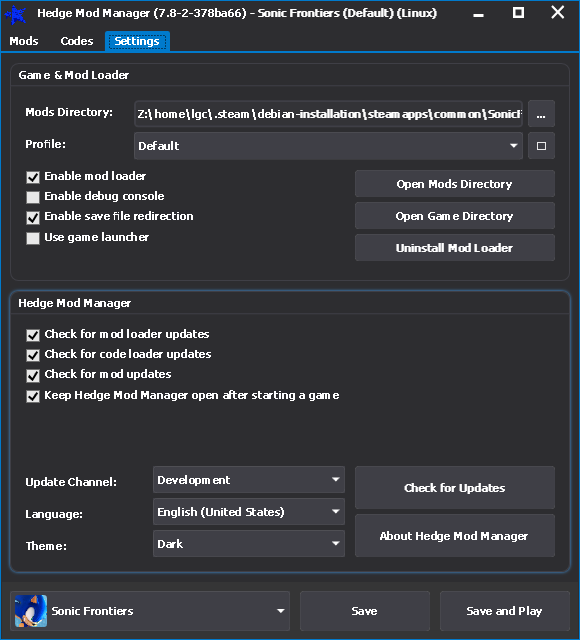 Hedge Mod Manager (7.8-2-378ba66) - Sonic Frontiers (Default) (Linux)
Mods Codes Settings
Game & Mod Loader
Mods Directory: Z:\home\lgc\.steam\debian-installation\steamapps\common\Sonic ...
Profile: Default
Enable mod loader
Open Mods Directory
Enable debug console
Enable save file redirection
Open Game Directory
Use game launcher
Uninstall Mod Loader
Hedge Mod Manager
Check for mod loader updates
Check for code loader updates
Check for mod updates
Keep Hedge Mod Manager open after starting a game
Update Channel: Development
Check for Updates
Language: English (United States)
About Hedge Mod Manager
Theme: Dark
Sonic Frontiers Save Save and Play